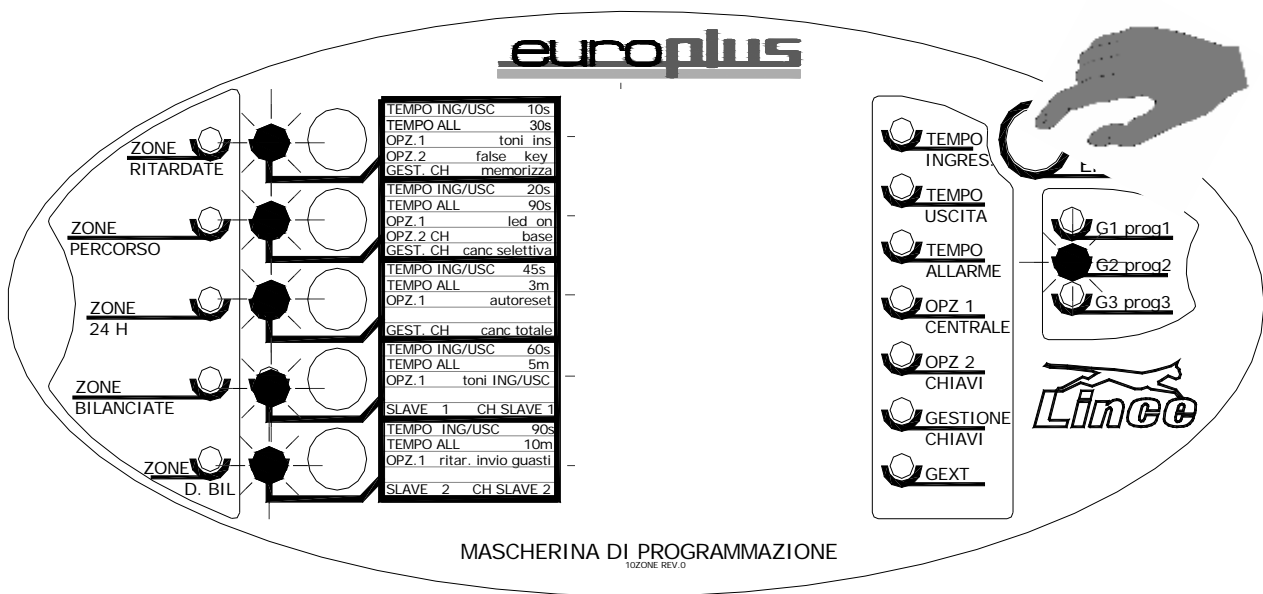 europlus
ZONE
RITARDATE
ZONE
PERCORSO
ZONE
24 H
ZONE
BILANCIATE
ZONE
D. BIL
TEMPO ING/USC 10s
TEMPO ALL 30s
OPZ.1 toni ins
OPZ.2 false key
GEST. CH memorizza
TEMPO ING/USC 20s
TEMPO ALL 90s
OPZ.1 led on
OPZ.2 CH base
GEST. CH canc selettiva
TEMPO ING/USC 45s
TEMPO ALL 3m
OPZ.1 autoreset
GEST. CH canc totale
TEMPO ING/USC 60s
TEMPO ALL 5m
OPZ.1 toni ING/USC
SLAVE 1 CH SLAVE 1
TEMPO ING/USC 90s
TEMPO ALL 10m
OPZ.1 ritar. invio guasti
SLAVE 2 CH SLAVE 2
TEMPO
INGRES
TEMPO
USCITA
TEMPO
ALLARME
OPZ 1
CENTRALE
OPZ 2
CHIAVI
GESTIONE
CHIAVI
GEXT
G1 prog1
G2 prog2
G3 prog3
Lince
MASCHERINA DI PROGRAMMAZIONE
10ZONE REV.0